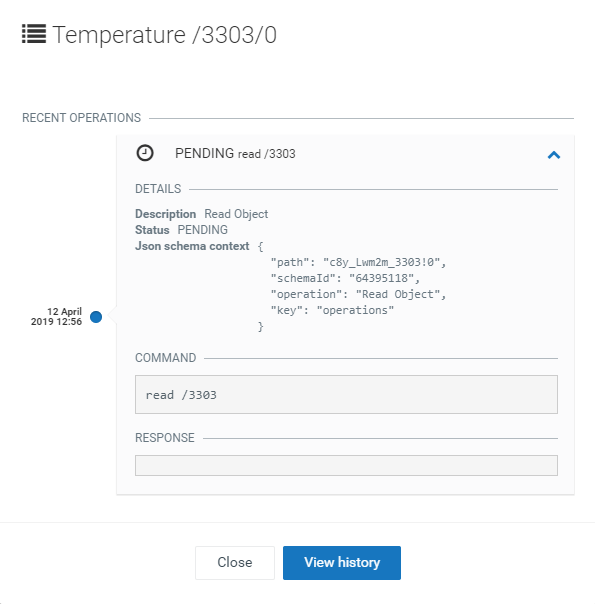 Temperature /3303/0
RECENT OPERATIONS
PENDING read /3303
DETAILS
Description Read Object
Status PENDING
Json schema context {
"path": "c8y_Lwm2m_3303!0",
"schemaId": "64395118",
"operation": "Read Object",
"key": "operations"
}
12 April
2019 12:56
COMMAND
read /3303
RESPONSE
Close
View history